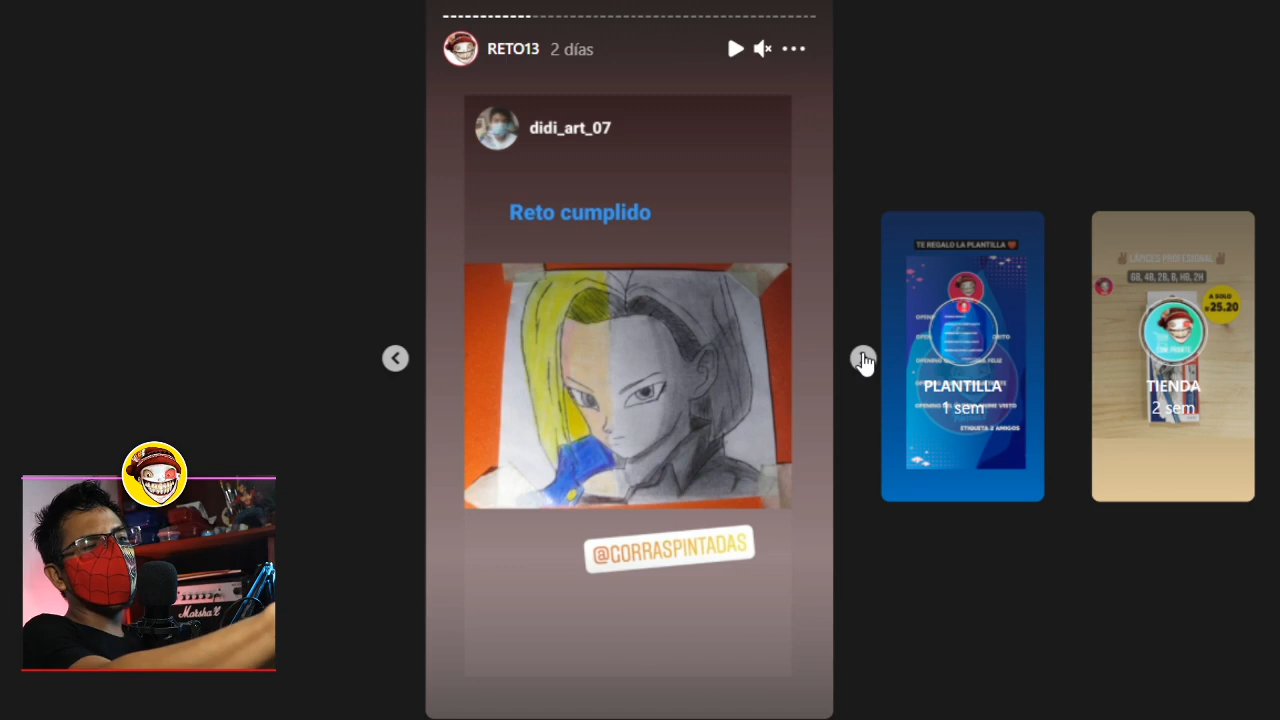 RETO13 2 días
didi_art_07
Reto cumplido
@GORRASPINTADAS
TE REGALO LA PLANTILLA
PLANTILLA
1 sem
ETIQUETA 2 AMIGOS
LÁPICES PROFESIONAL
6B, 4B, 2B, B, HB, 2H
A SOLO
25.20
TIENDA
2 sem
Marshall